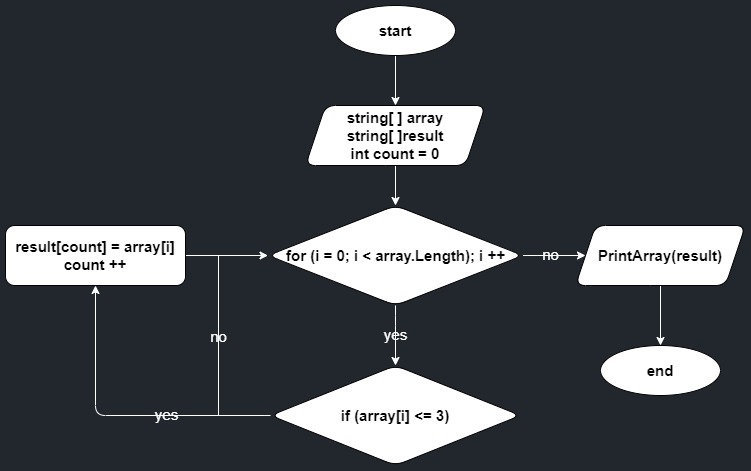 start
string[ ] array
string[ ]result
int count = 0
result[count] = array[i]
count ++
for (i = 0; i < array.Length); i ++
no
PrintArray(result)
no
yes
end
yes
if (array[i] <= 3)